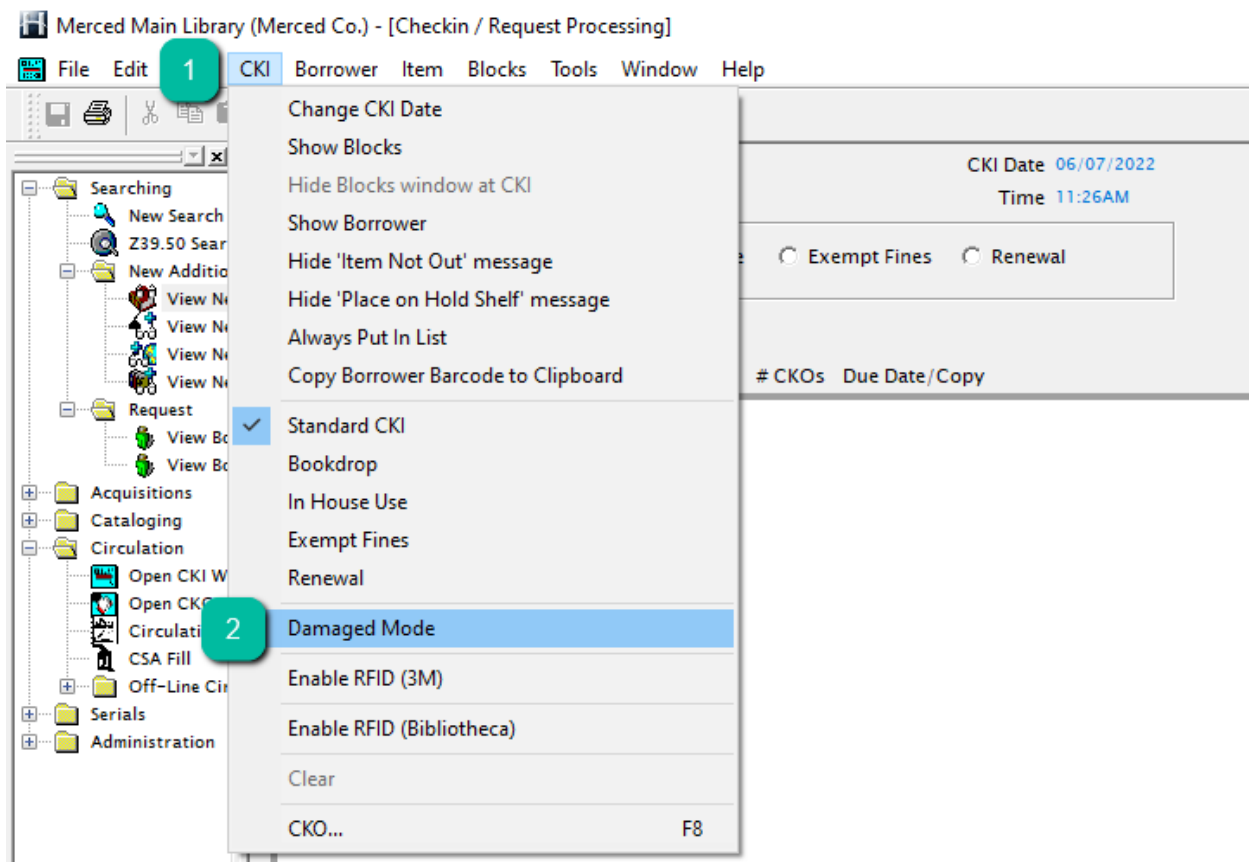 Merced Main Library (Merced Co.) - [Checkin / Request Processing]
File Edit 1 CKI Borrower Item Blocks Tools Window Help
Change CKI Date
Show Blocks
Hide Blocks window at CKI
Show Borrower
Hide 'Item Not Out' message
Hide 'Place on Hold Shelf' message
Always Put In List
Copy Borrower Barcode to Clipboard
Standard CKI
Bookdrop
In House Use
Exempt Fines
Renewal
2 Damaged Mode
Enable RFID (3M)
Enable RFID (Bibliotheca)
Clear
CKO... F8
Searching
New Search
Z39.50 Sear
New Additio
View Ne
View Ne
View Ne
View Ne
Request
View Bo
View Bo
Acquisitions
Cataloging
Circulation
Open CKI W
Open CKO
Circulati
CSA Fill
Off-Line Cir
Serials
Administration
CKI Date 06/07/2022
Time 11:26AM
Exempt Fines Renewal
# CKOs Due Date/Copy